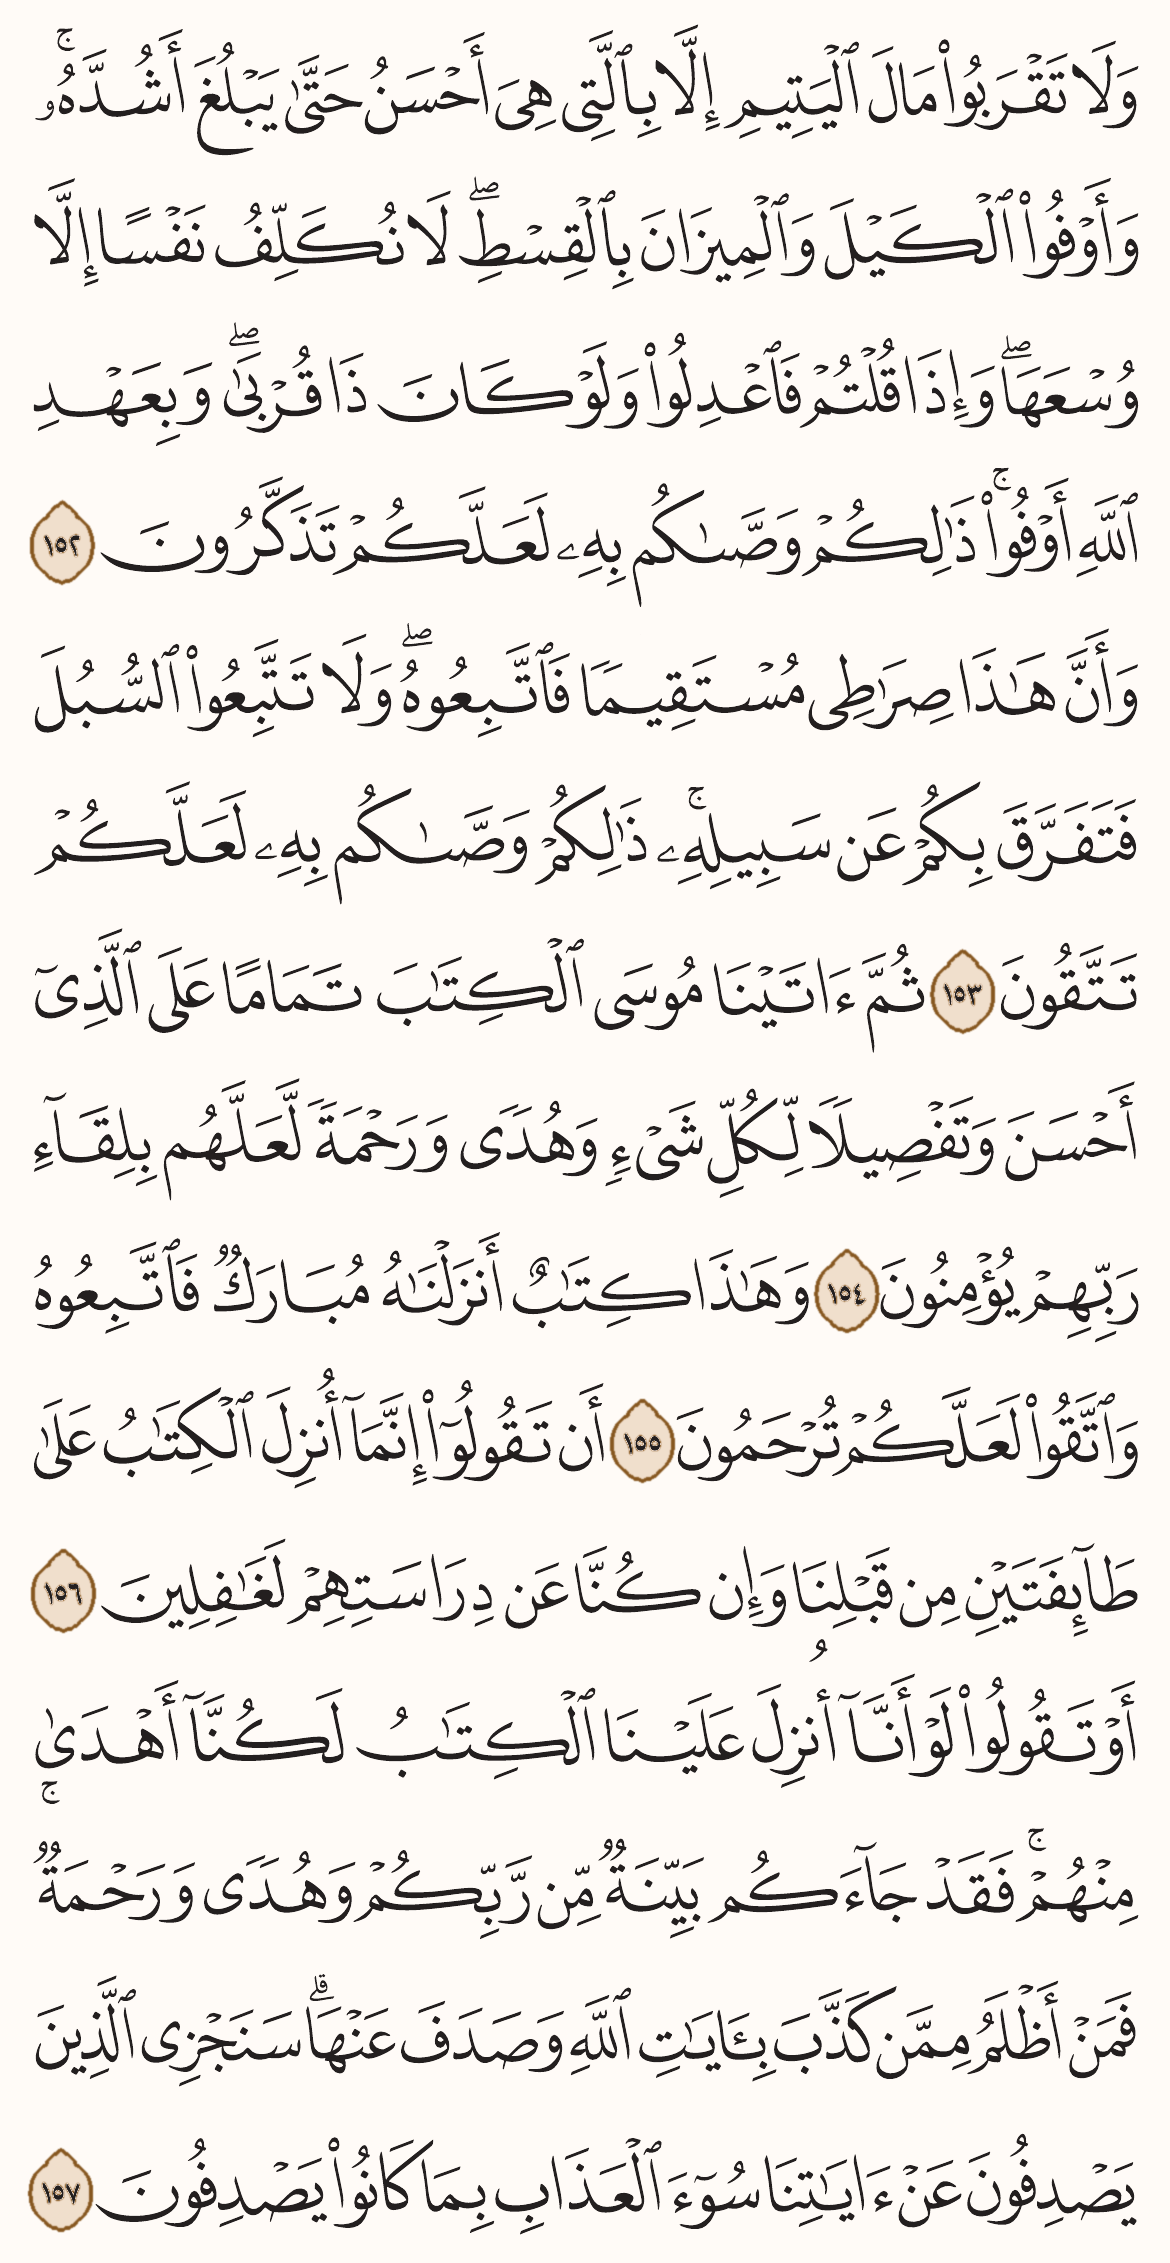 وَلَا تَقْرَبُوا۟ مَالَ ٱلْيَتِيمِ إِلَّا بِٱلَّتِى هِىَ أَحْسَنُ حَتَّىٰ يَبْلُغَ أَشُدَّهُۥ ۚ
وَأَوْفُوا۟ ٱلْكَيْلَ وَٱلْمِيزَانَ بِٱلْقِسْطِ ۖ لَا نُكَلِّفُ نَفْسًا إِلَّا
وُسْعَهَا ۖ وَإِذَا قُلْتُمْ فَٱعْدِلُوا۟ وَلَوْ كَانَ ذَا قُرْبَىٰ ۖ وَبِعَهْدِ
ٱللَّهِ أَوْفُوا۟ ۚ ذَٰلِكُمْ وَصَّىٰكُم بِهِۦ لَعَلَّكُمْ تَذَكَّرُونَ ١٥٢
وَأَنَّ هَـٰذَا صِرَٰطِى مُسْتَقِيمًا فَٱتَّبِعُوهُ ۖ وَلَا تَتَّبِعُوا۟ ٱلسُّبُلَ
فَتَفَرَّقَ بِكُمْ عَن سَبِيلِهِۦ ۚ ذَٰلِكُمْ وَصَّىٰكُم بِهِۦ لَعَلَّكُمْ
تَتَّقُونَ ١٥٣ ثُمَّ ءَاتَيْنَا مُوسَى ٱلْكِتَـٰبَ تَمَامًا عَلَى ٱلَّذِىٓ
أَحْسَنَ وَتَفْصِيلًا لِّكُلِّ شَىْءٍ وَهُدًى وَرَحْمَةً لَّعَلَّهُم بِلِقَآءِ
رَبِّهِمْ يُؤْمِنُونَ ١٥٤ وَهَـٰذَا كِتَـٰبٌ أَنزَلْنَـٰهُ مُبَارَكٌ فَٱتَّبِعُوهُ
وَٱتَّقُوا۟ لَعَلَّكُمْ تُرْحَمُونَ ١٥٥ أَن تَقُولُوٓا۟ إِنَّمَآ أُنزِلَ ٱلْكِتَـٰبُ عَلَىٰ
طَآئِفَتَيْنِ مِن قَبْلِنَا وَإِن كُنَّا عَن دِرَاسَتِهِمْ لَغَـٰفِلِينَ ١٥٦
أَوْ تَقُولُوا۟ لَوْ أَنَّآ أُنزِلَ عَلَيْنَا ٱلْكِتَـٰبُ لَكُنَّآ أَهْدَىٰ
مِنْهُمْ ۚ فَقَدْ جَآءَكُم بَيِّنَةٌ مِّن رَّبِّكُمْ وَهُدًى وَرَحْمَةٌ ۚ
فَمَنْ أَظْلَمُ مِمَّن كَذَّبَ بِـَٔايَـٰتِ ٱللَّهِ وَصَدَفَ عَنْهَا ۗ سَنَجْزِى ٱلَّذِينَ
يَصْدِفُونَ عَنْ ءَايَـٰتِنَا سُوٓءَ ٱلْعَذَابِ بِمَا كَانُوا۟ يَصْدِفُونَ ١٥٧